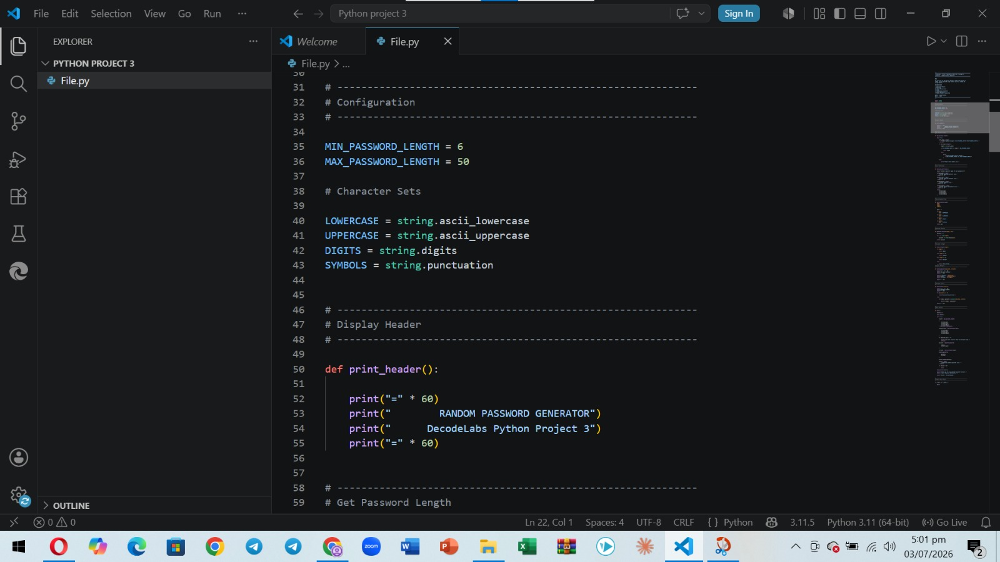 File Edit Selection View Go Run ···
Python project 3
Sign In
EXPLORER
PYTHON PROJECT 3
File.py
OUTLINE
Welcome
File.py
File.py > ...
30
31 # ------------------------------------------------------------
32 # Configuration
33 # ------------------------------------------------------------
34
35 MIN_PASSWORD_LENGTH = 6
36 MAX_PASSWORD_LENGTH = 50
37
38 # Character Sets
39
40 LOWERCASE = string.ascii_lowercase
41 UPPERCASE = string.ascii_uppercase
42 DIGITS = string.digits
43 SYMBOLS = string.punctuation
44
45
46 # ------------------------------------------------------------
47 # Display Header
48 # ------------------------------------------------------------
49
50 def print_header():
51
52     print("=" * 60)
53     print("        RANDOM PASSWORD GENERATOR")
54     print("      DecodeLabs Python Project 3")
55     print("=" * 60)
56
57
58 # ------------------------------------------------------------
59 # Get Password Length
0 0
Ln 22, Col 1 Spaces: 4 UTF-8 CRLF { } Python 3.11.5 Python 3.11 (64-bit) Go Live
zoom
5:01 pm
03/07/2026
2